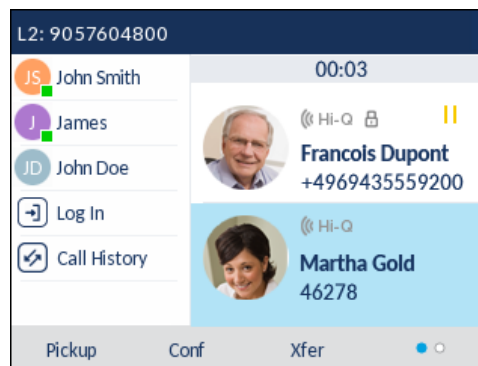 L2: 9057604800
JS John Smith
J James
JD John Doe
Log In
Call History
00:03
Hi-Q
Francois Dupont
+4969435559200
Hi-Q
Martha Gold
46278
Pickup Conf Xfer